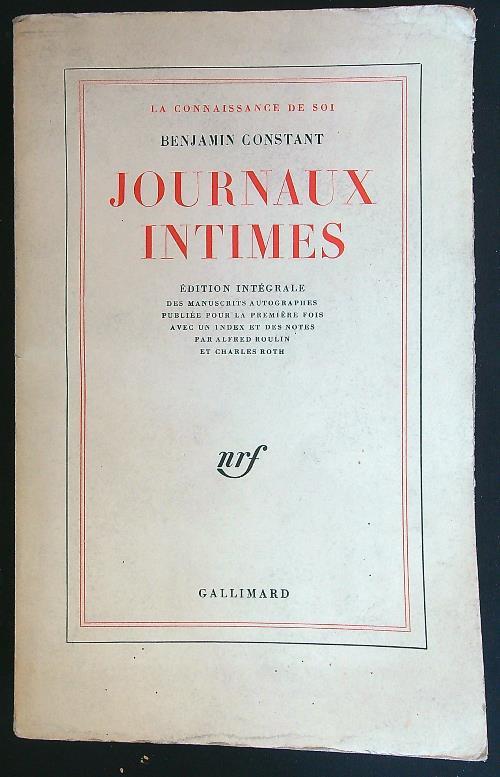 LA CONNAISSANCE DE SOI
BENJAMIN CONSTANT
JOURNAUX
INTIMES
ÉDITION INTÉGRALE
DES MANUSCRITS AUTOGRAPHES
PUBLIÉE POUR LA PREMIÈRE FOIS
AVEC UN INDEX ET DES NOTES
PAR ALFRED ROULIN
ET CHARLES ROTH
nrf
GALLIMARD